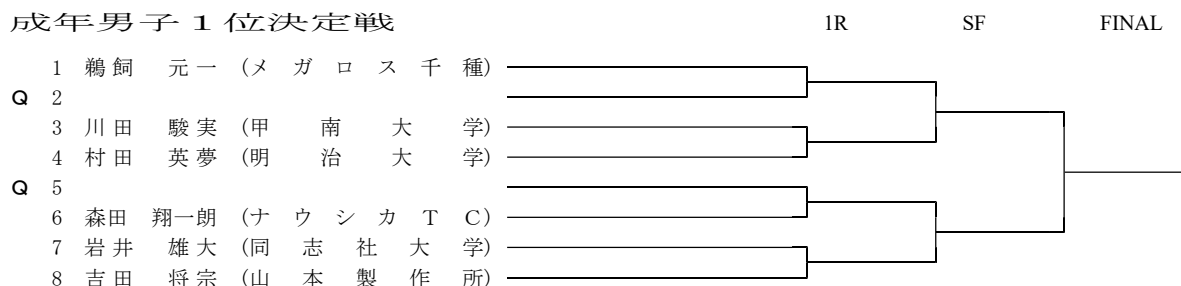 成年男子１位決定戦 1R SF FINAL
1 鵜飼 元一 (メガロス千種)
Q 2
3 川田 駿実 (甲南大学)
4 村田 英夢 (明治大学)
Q 5
6 森田 翔一朗 (ナウシカTC)
7 岩井 雄大 (同志社大学)
8 吉田 将宗 (山本製作所)